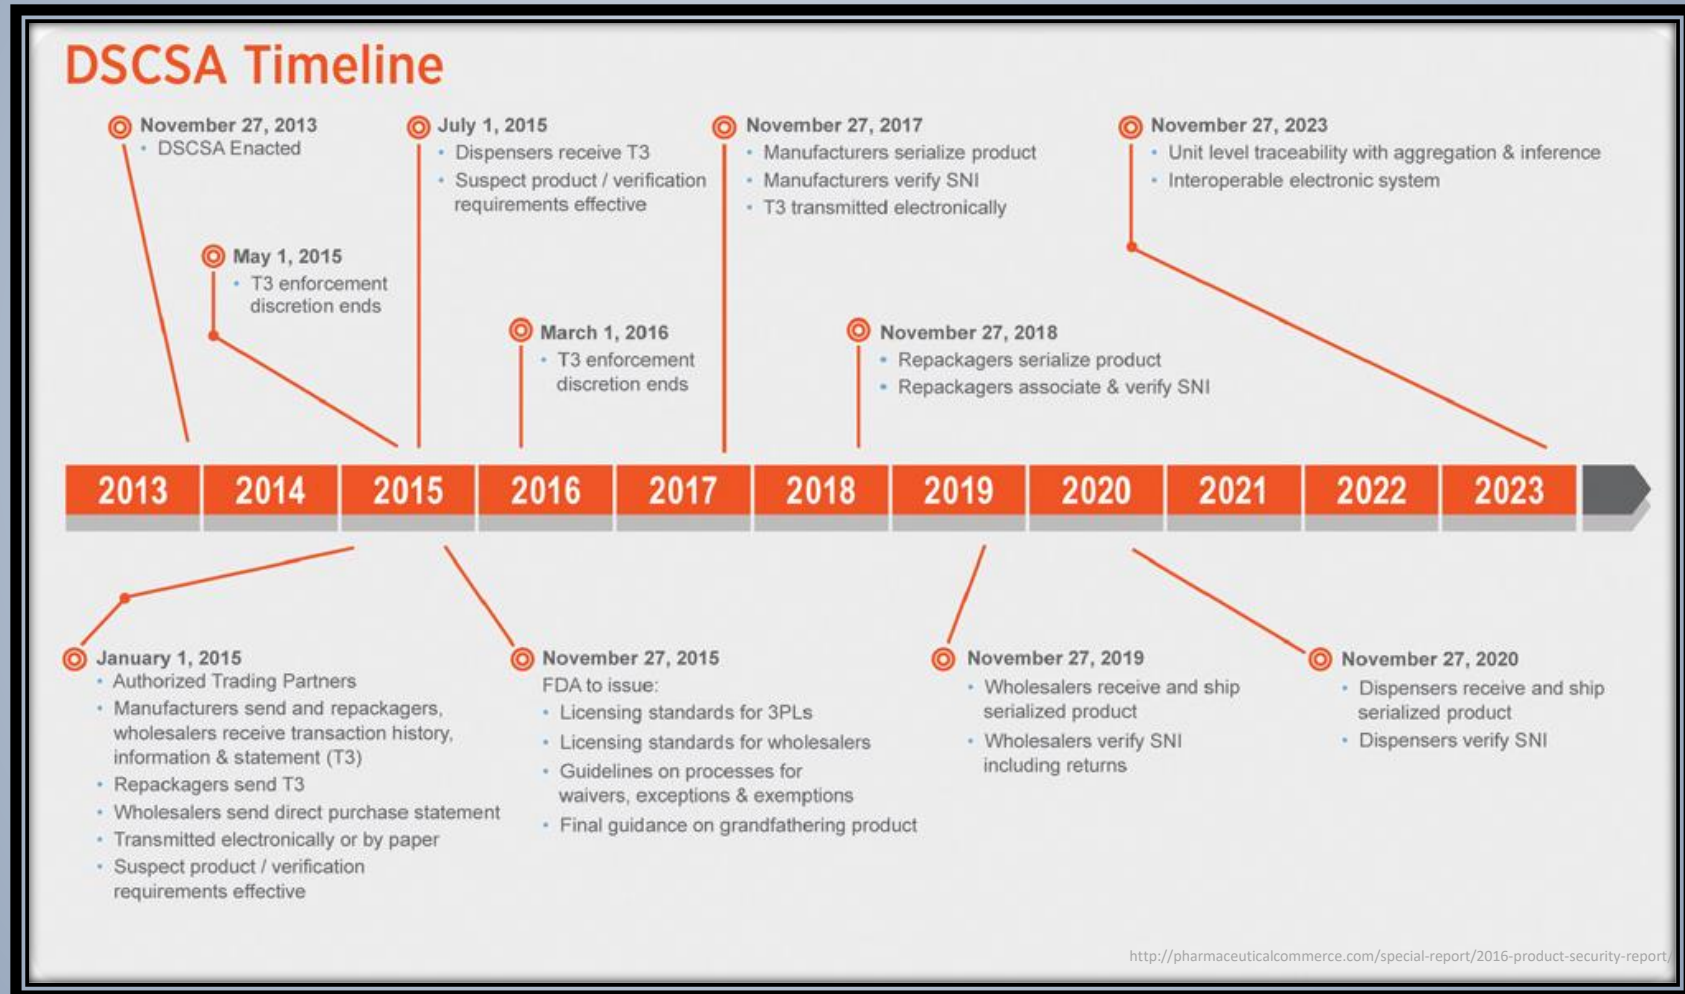 DSCSA Timeline
November 27, 2013
• DSCSA Enacted
May 1, 2015
• T3 enforcement
discretion ends
July 1, 2015
• Dispensers receive T3
• Suspect product / verification
requirements effective
March 1, 2016
• T3 enforcement
discretion ends
November 27, 2017
• Manufacturers serialize product
• Manufacturers verify SNI
• T3 transmitted electronically
November 27, 2018
• Repackagers serialize product
• Repackagers associate & verify SNI
November 27, 2023
• Unit level traceability with aggregation & inference
• Interoperable electronic system
2013 2014 2015 2016 2017 2018 2019 2020 2021 2022 2023
January 1, 2015
• Authorized Trading Partners
• Manufacturers send and repackagers,
wholesalers receive transaction history,
information & statement (T3)
• Repackagers send T3
• Wholesalers send direct purchase statement
• Transmitted electronically or by paper
• Suspect product / verification
requirements effective
November 27, 2015
FDA to issue:
• Licensing standards for 3PLs
• Licensing standards for wholesalers
• Guidelines on processes for
waivers, exceptions & exemptions
• Final guidance on grandfathering product
November 27, 2019
• Wholesalers receive and ship
serialized product
• Wholesalers verify SNI
including returns
November 27, 2020
• Dispensers receive and ship
serialized product
• Dispensers verify SNI
http://pharmaceuticalcommerce.com/special-report/2016-product-security-report/